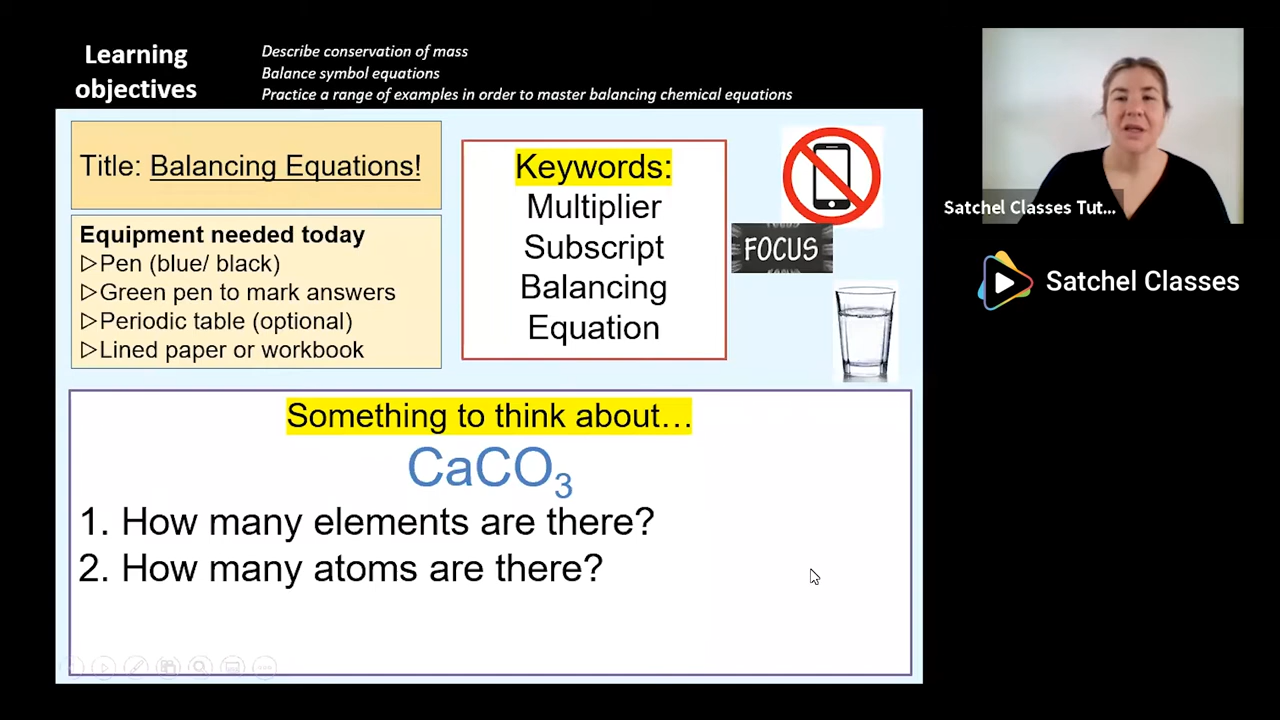 Learning
objectives
Describe conservation of mass
Balance symbol equations
Practice a range of examples in order to master balancing chemical equations
Title: Balancing Equations!
Equipment needed today
▷Pen (blue/ black)
▷Green pen to mark answers
▷Periodic table (optional)
▷Lined paper or workbook
Keywords:
Multiplier
Subscript
Balancing
Equation
FOCUS
Satchel Classes Tut...
Satchel Classes
Something to think about…
CaCO₃
1. How many elements are there?
2. How many atoms are there?